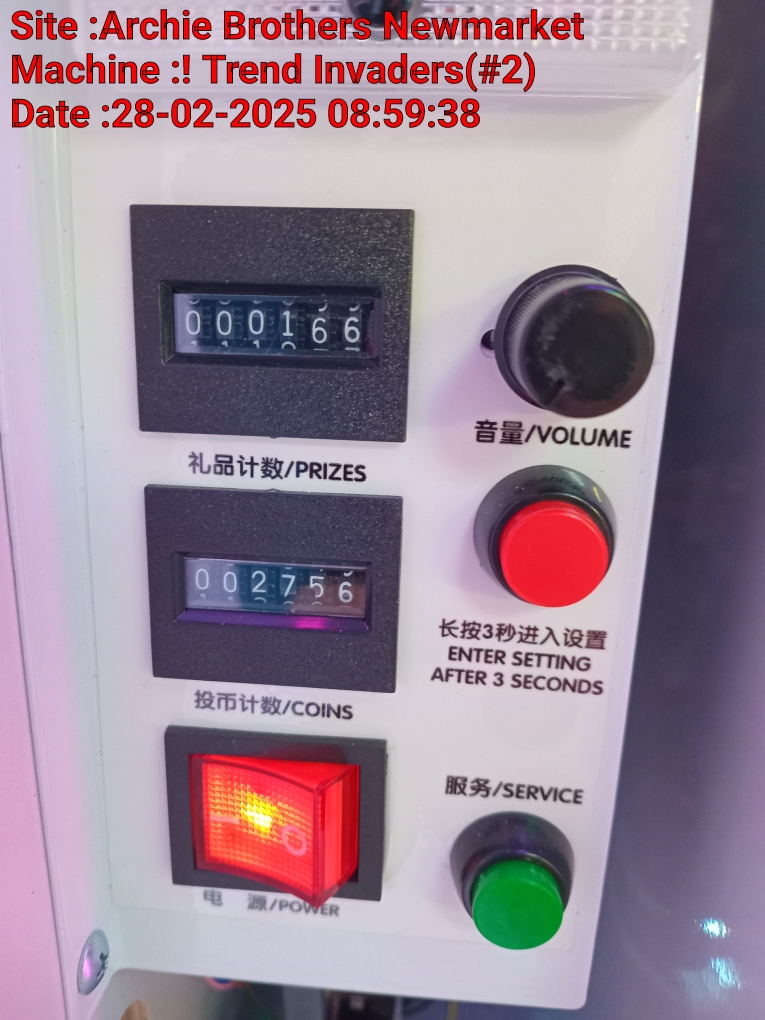 Site :Archie Brothers Newmarket
Machine :! Trend Invaders(#2)
Date :28-02-2025 08:59:38
000166
礼品计数/PRIZES
音量/VOLUME
002756
投币计数/COINS
长按3秒进入设置
ENTER SETTING
AFTER 3 SECONDS
服务/SERVICE
电 源/POWER